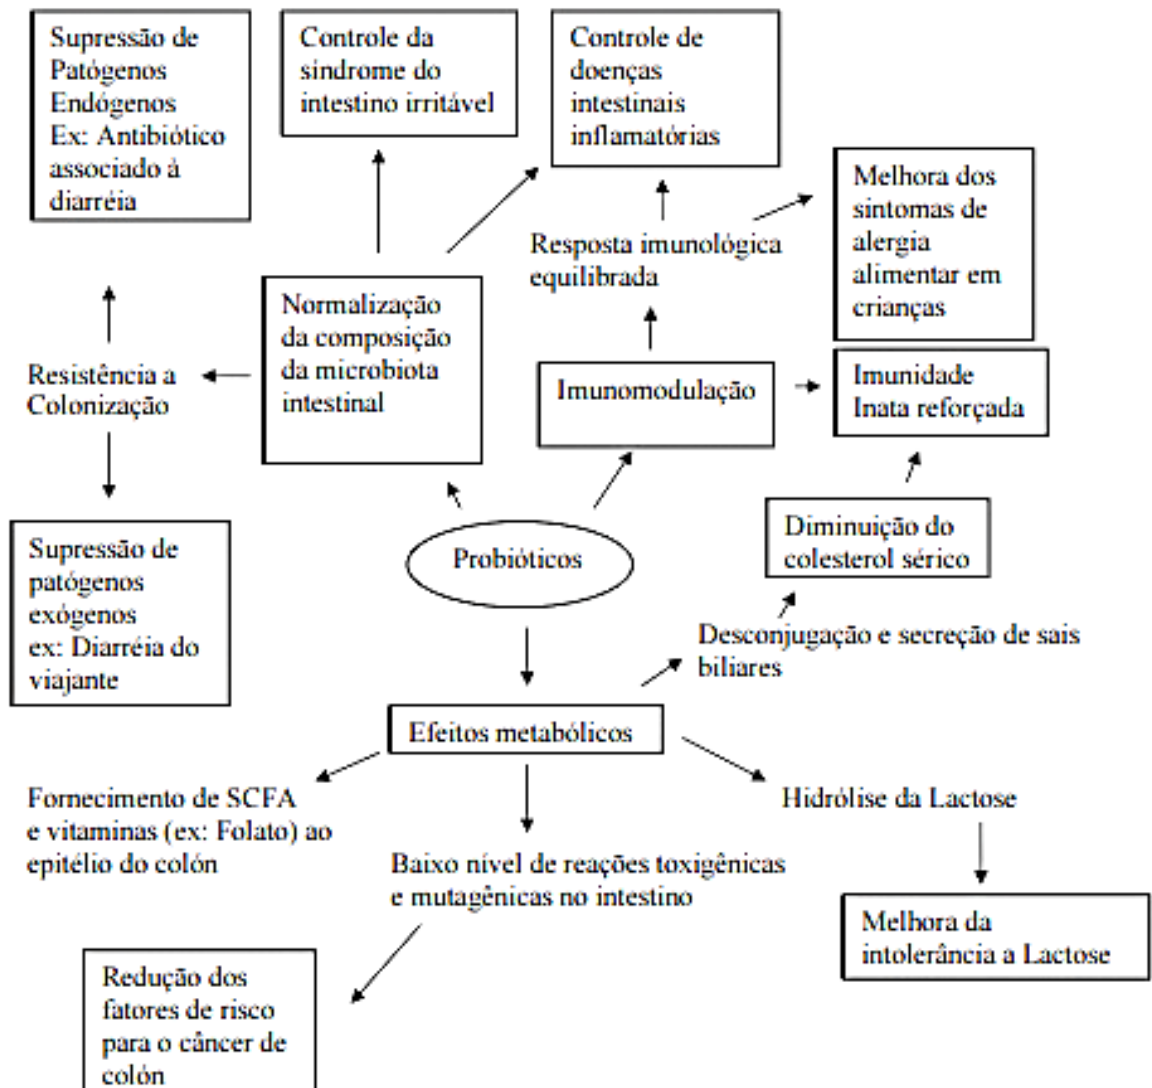 Supressão de
Patógenos
Endógenos
Ex: Antibiótico
associado à
diarréia
Controle da
síndrome do
intestino irritável
Controle de
doenças
intestinais
inflamatórias
Melhora dos
sintomas de
alergia
alimentar em
crianças
Resposta imunológica
equilibrada
Normalização
da composição
da microbiota
intestinal
Resistência a
Colonização
Imunomodulação
Imunidade
Inata reforçada
Supressão de
patógenos
exógenos
ex: Diarréia do
viajante
Probióticos
Diminuição do
colesterol sérico
Desconjugação e secreção de sais
biliares
Efeitos metabólicos
Fornecimento de SCFA
e vitaminas (ex: Folato) ao
epitélio do colón
Baixo nível de reações toxigênicas
e mutagênicas no intestino
Hidrólise da Lactose
Melhora da
intolerância a Lactose
Redução dos
fatores de risco
para o câncer de
colón